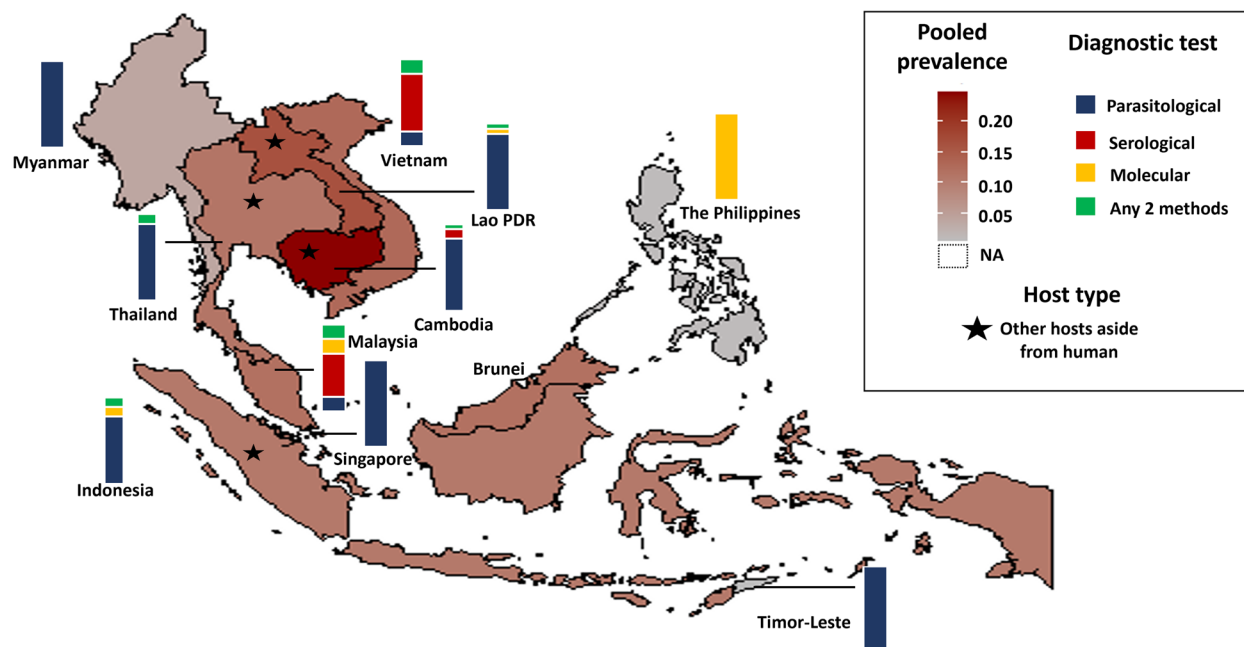 Pooled
prevalence
0.20
0.15
0.10
0.05
NA
Diagnostic test
Parasitological
Serological
Molecular
Any 2 methods
Host type
Other hosts aside
from human
Myanmar
Vietnam
Lao PDR
The Philippines
Thailand
Cambodia
Malaysia
Brunei
Singapore
Indonesia
Timor-Leste